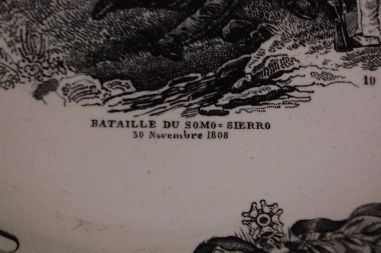 10
BATAILLE DU SOMO=SIERRO
30 Novembre 1808